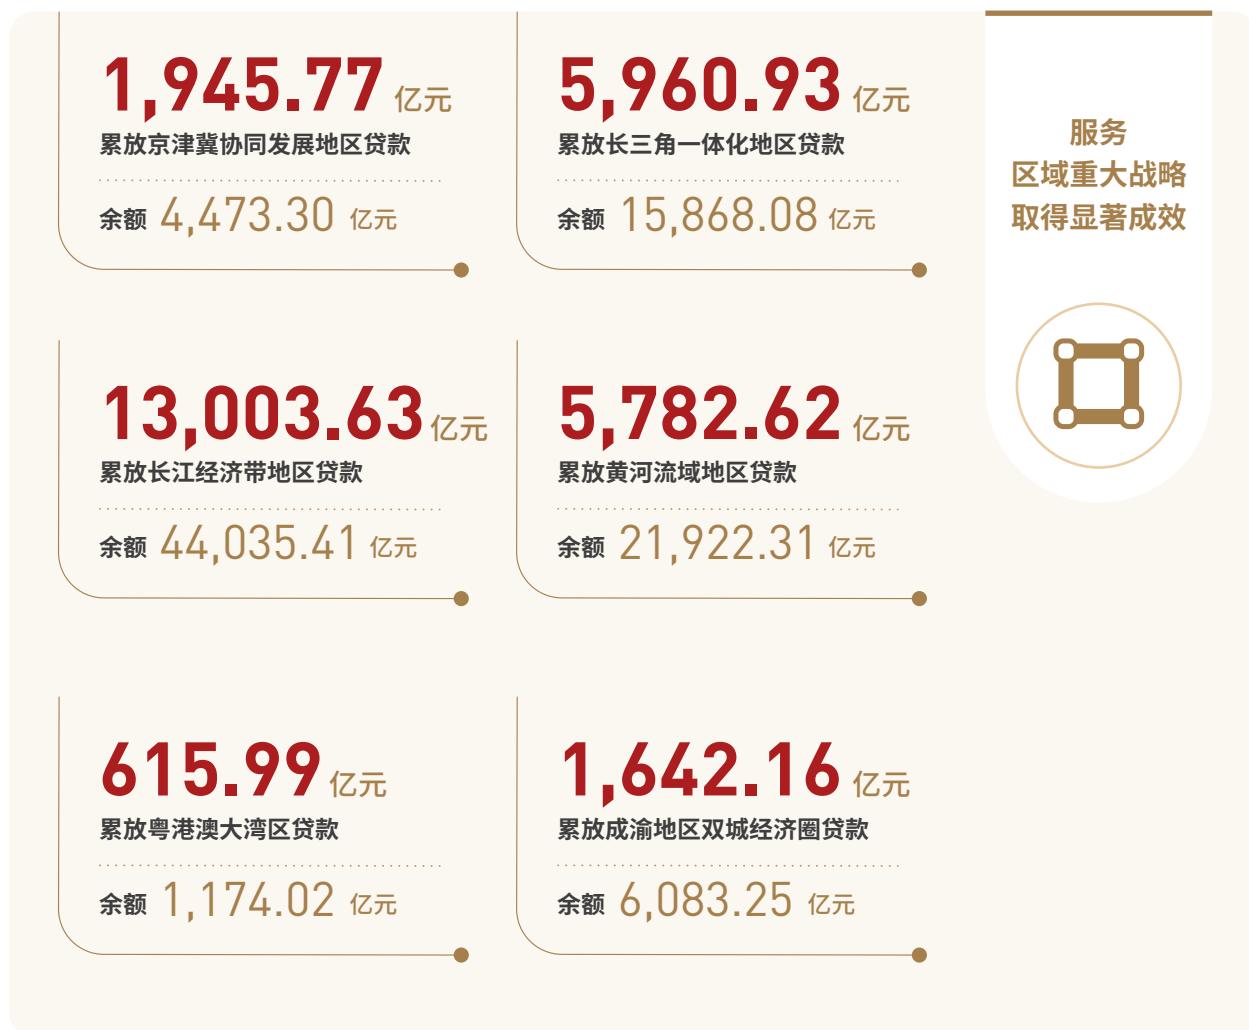 1,945.77 亿元
累放京津冀协同发展地区贷款
余额 4,473.30 亿元
5,960.93 亿元
累放长三角一体化地区贷款
余额 15,868.08 亿元
服务
区域重大战略
取得显著成效
13,003.63 亿元
累放长江经济带地区贷款
余额 44,035.41 亿元
5,782.62 亿元
累放黄河流域地区贷款
余额 21,922.31 亿元
615.99 亿元
累放粤港澳大湾区贷款
余额 1,174.02 亿元
1,642.16 亿元
累放成渝地区双城经济圈贷款
余额 6,083.25 亿元